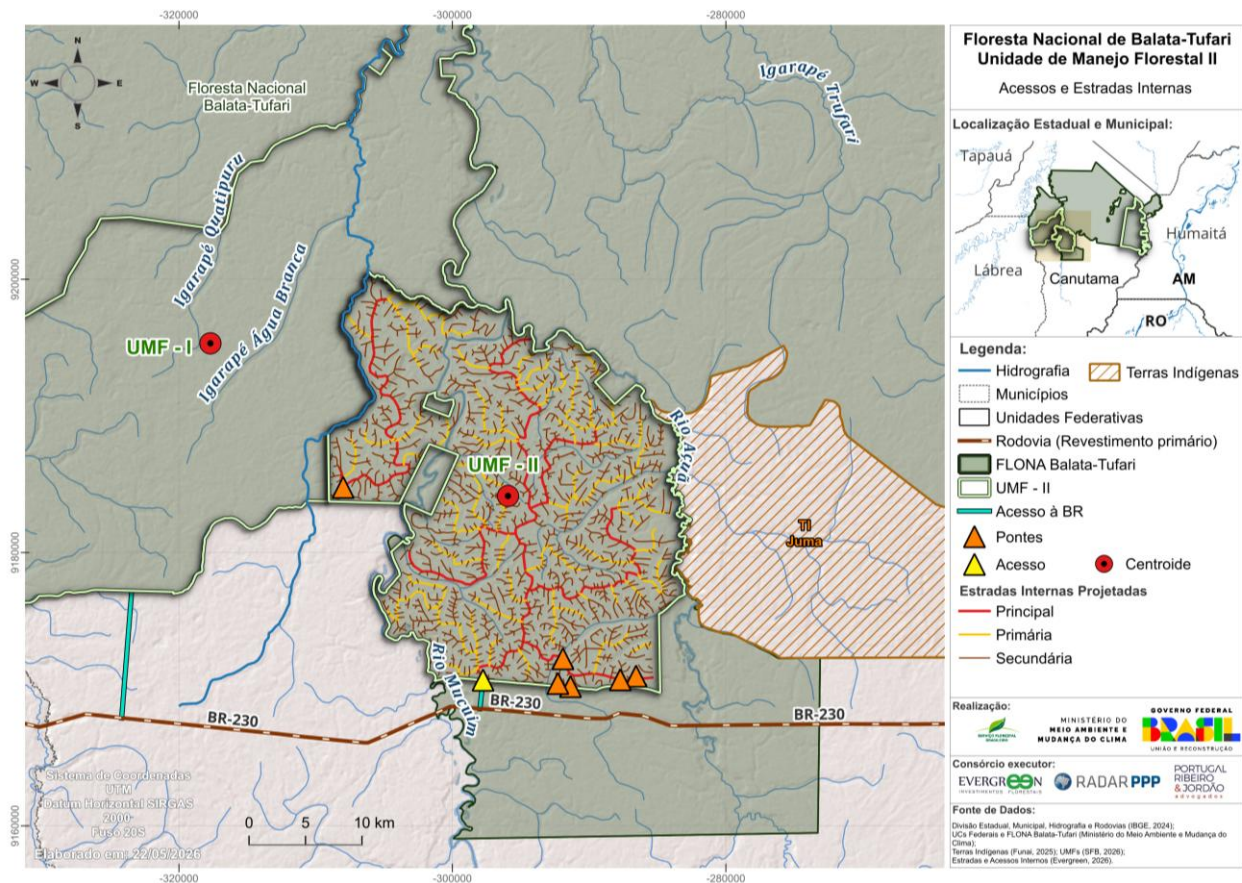 -320000
-300000
-280000
N
W
E
S
Floresta Nacional
Balata-Tufari
Igarapé Trufari
Igarapé Quatipuru
Igarapé Água Branca
9200000
UMF - I
UMF - II
Rio Açuã
TI
Juma
9180000
Rio Mucuim
BR-230
BR-230
BR-230
Sistema de Coordenadas
UTM
Datum Horizontal SIRGAS
2000
Fuso 20S
Elaborado em: 22/05/2026
0 5 10 km
9160000
-320000
-300000
-280000
Floresta Nacional de Balata-Tufari
Unidade de Manejo Florestal II
Acessos e Estradas Internas
Localização Estadual e Municipal:
Tapauá
Humaitá
Lábrea
Canutama
AM
RO
Legenda:
Hidrografia
Terras Indígenas
Municípios
Unidades Federativas
Rodovia (Revestimento primário)
FLONA Balata-Tufari
UMF - II
Acesso à BR
Pontes
Acesso
Centroide
Estradas Internas Projetadas
Principal
Primária
Secundária
Realização:
SERVIÇO FLORESTAL
BRASILEIRO
MINISTÉRIO DO
MEIO AMBIENTE E
MUDANÇA DO CLIMA
GOVERNO FEDERAL
BRASIL
UNIÃO E RECONSTRUÇÃO
Consórcio executor:
EVERGREEN
INVESTIMENTOS FLORESTAIS
RADAR PPP
PORTUGAL
RIBEIRO
& JORDÃO
advogados
Fonte de Dados:
Divisão Estadual, Municipal, Hidrografia e Rodovias (IBGE, 2024);
UCs Federais e FLONA Balata-Tufari (Ministério do Meio Ambiente e Mudança do
Clima);
Terras Indígenas (Funai, 2025); UMFs (SFB, 2026);
Estradas e Acessos Internos (Evergreen, 2026).